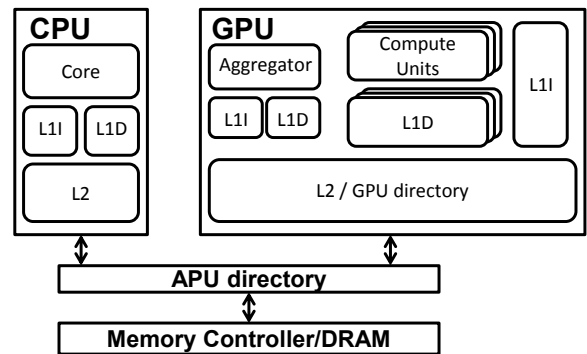 CPU
Core
L1I
L1D
L2
GPU
Aggregator
L1I
L1D
Compute
Units
L1D
L1I
L2 / GPU directory
APU directory
Memory Controller/DRAM